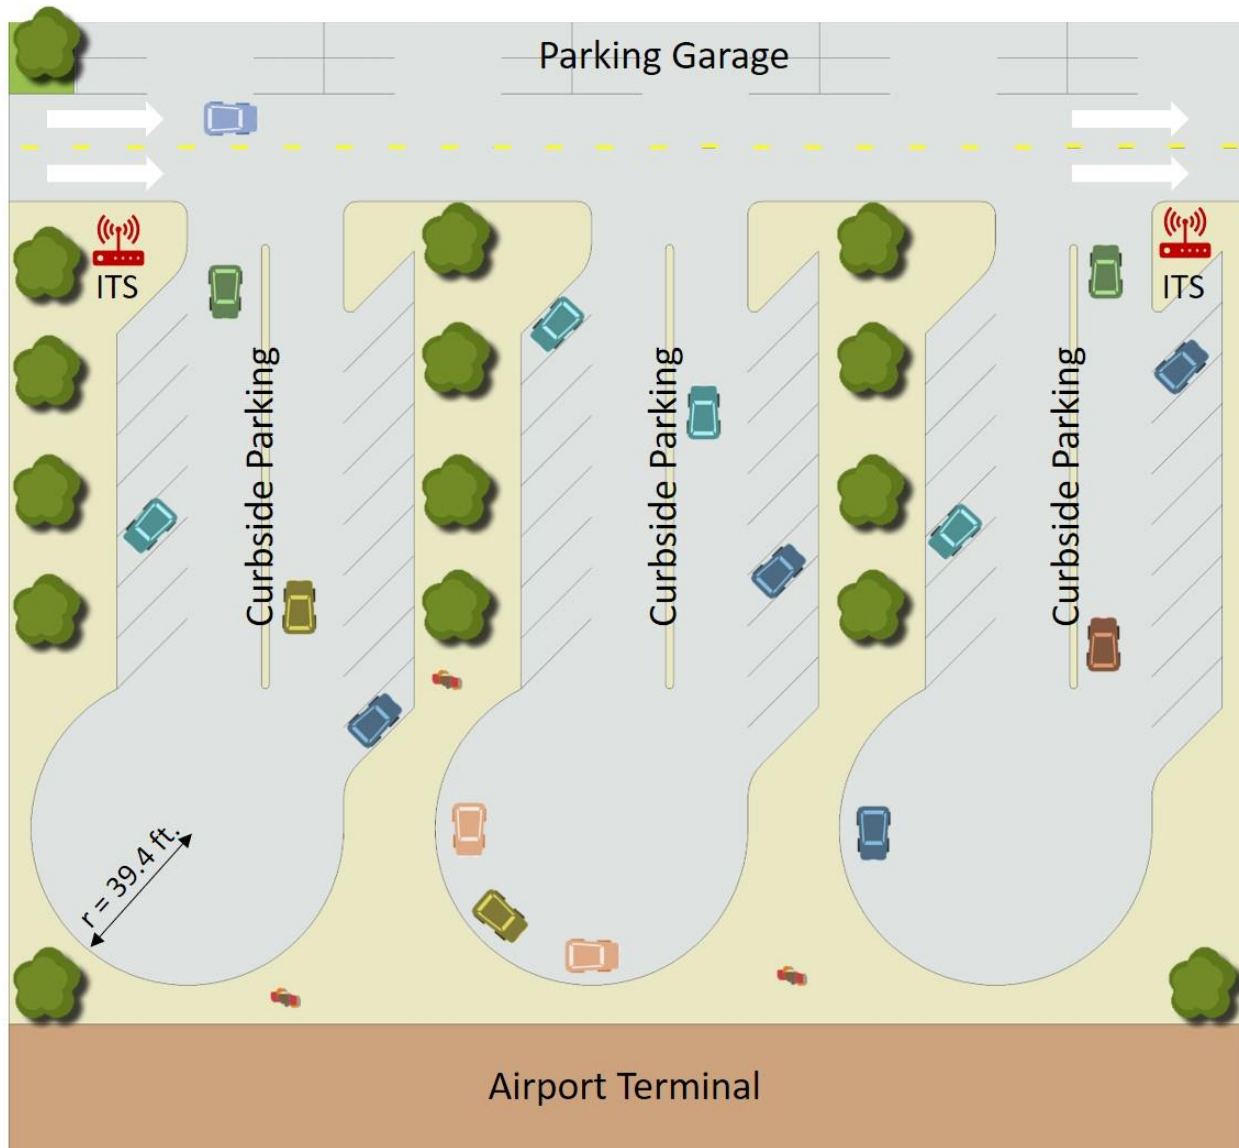 Parking Garage
ITS
ITS
Curbside Parking
Curbside Parking
Curbside Parking
r = 39.4 ft.
Airport Terminal